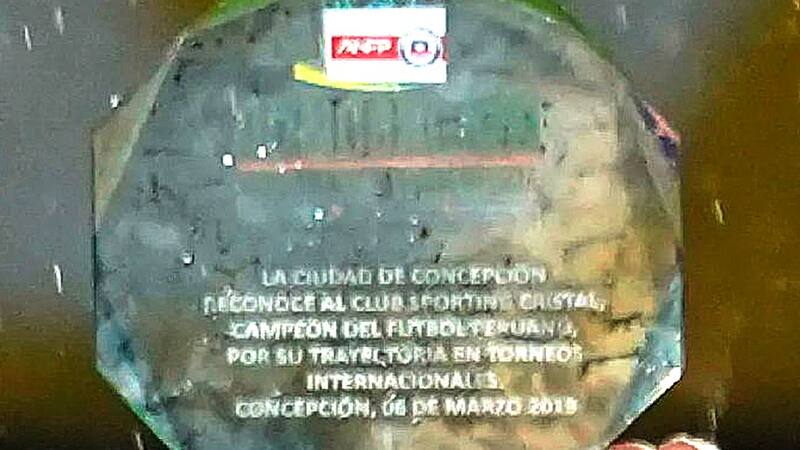 ANFP
LA CIUDAD DE CONCEPCIÓN
RECONOCE AL CLUB SPORTING CRISTAL,
CAMPEÓN DEL FÚTBOL PERUANO,
POR SU TRAYECTORIA EN TORNEOS
INTERNACIONALES.
CONCEPCIÓN, 06 DE MARZO 2019